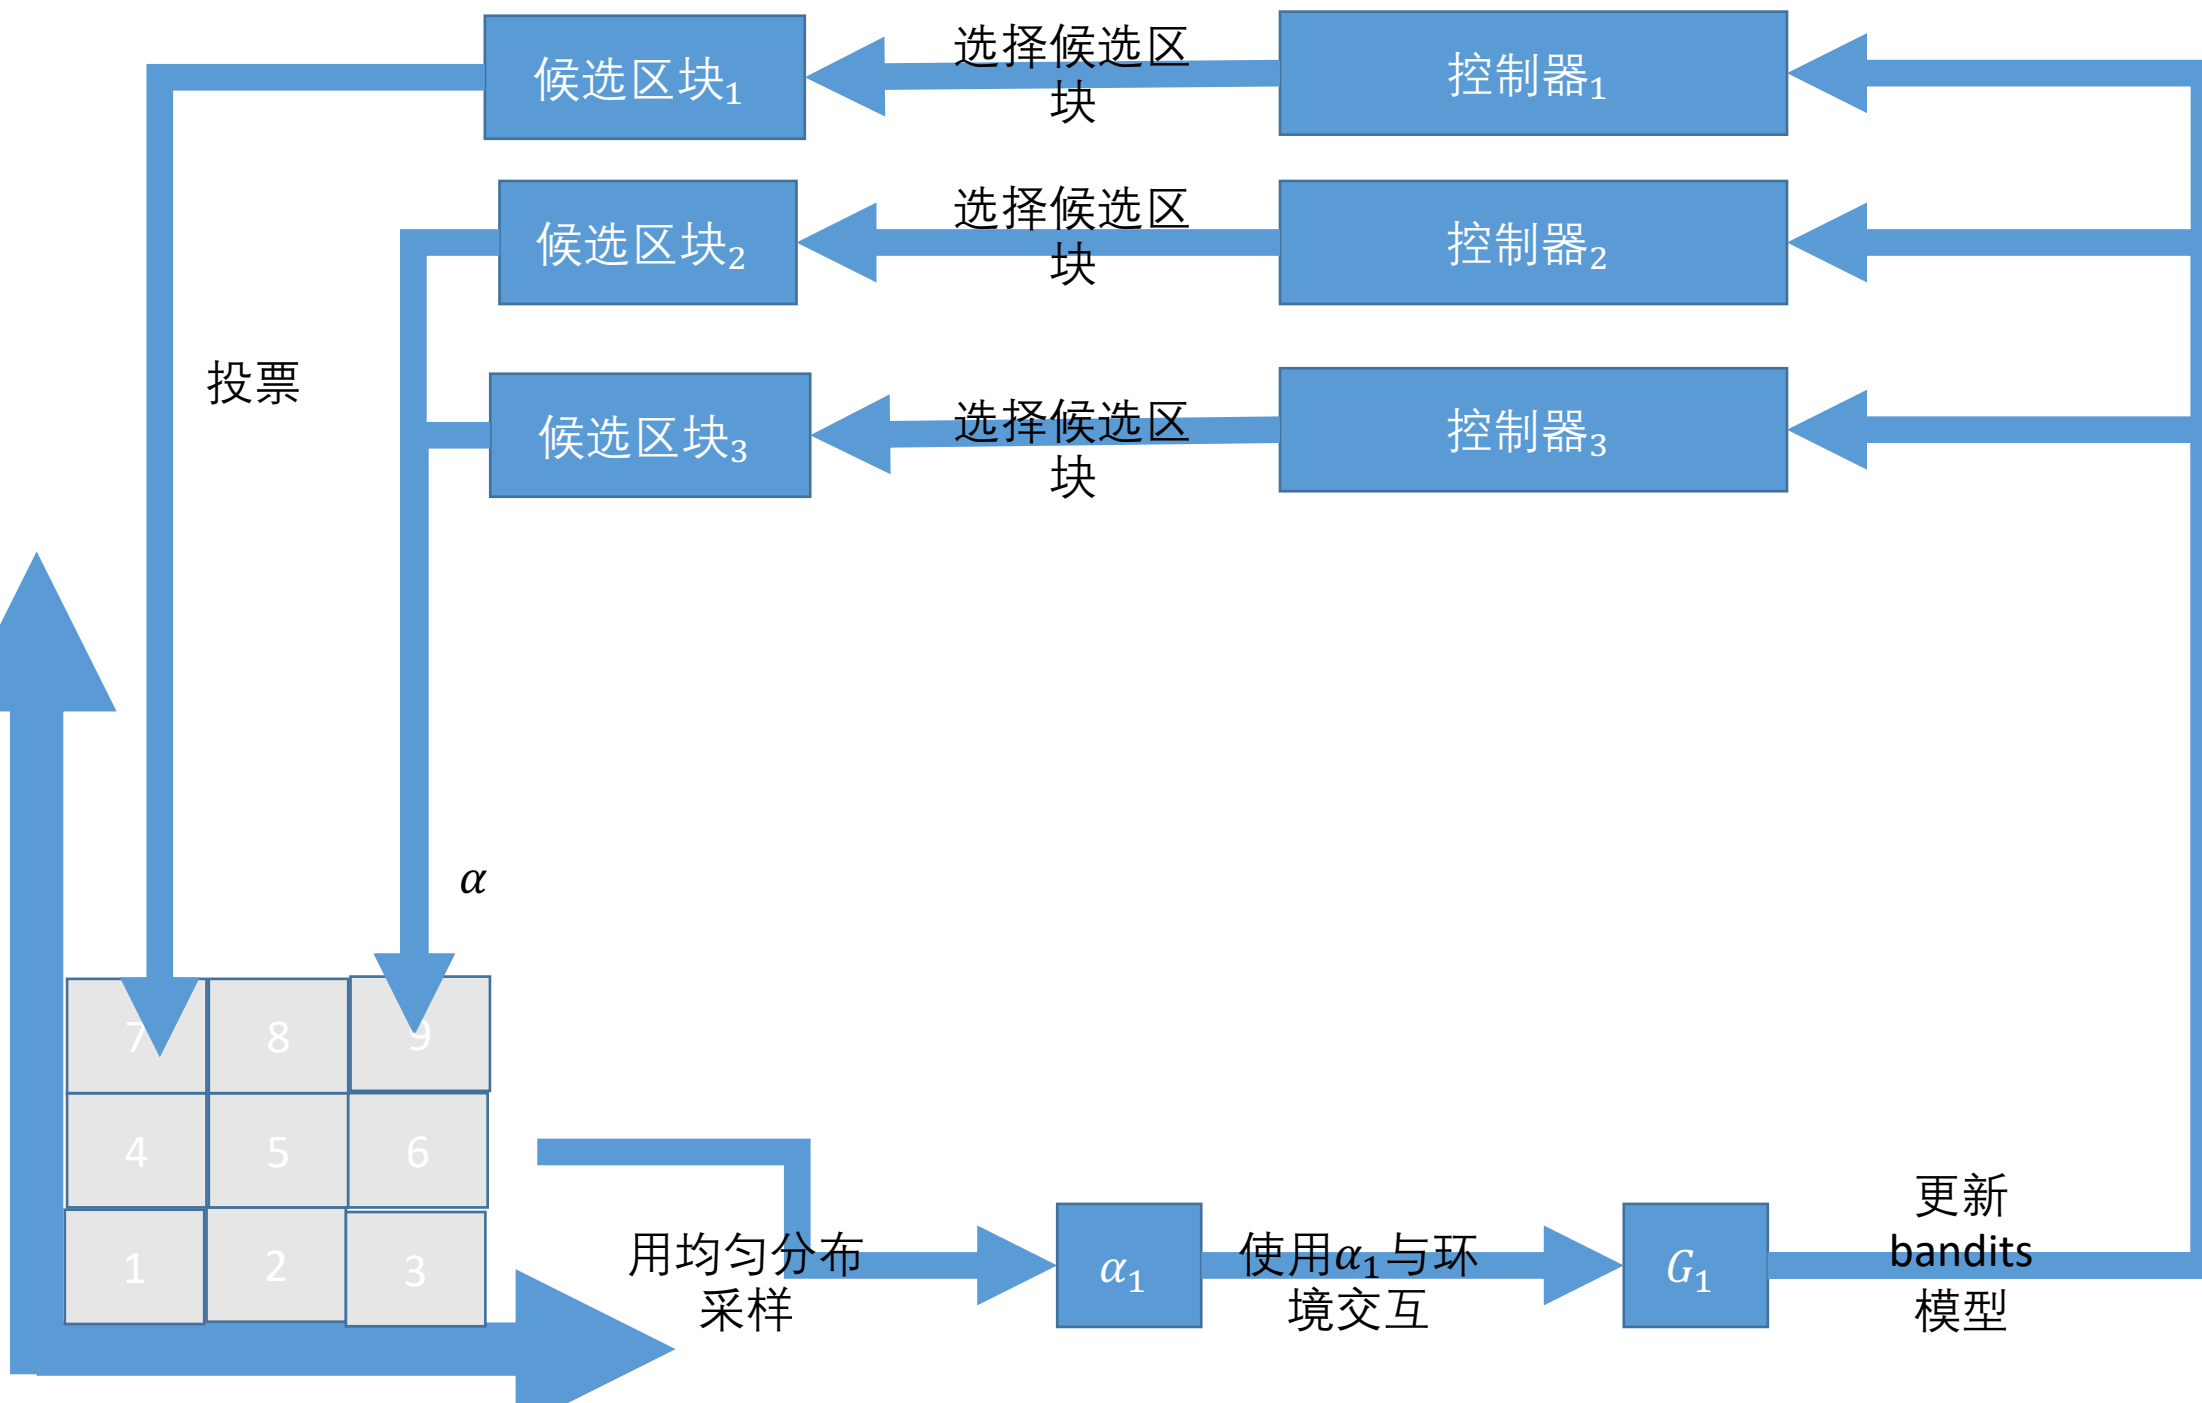 候选区块₁
选择候选区
块
控制器₁
候选区块₂
选择候选区
块
控制器₂
投票
候选区块₃
选择候选区
块
控制器₃
α
7 8 9
4 5 6
1 2 3
用均匀分布
采样
α₁
使用α₁与环
境交互
G₁
更新
bandits
模型